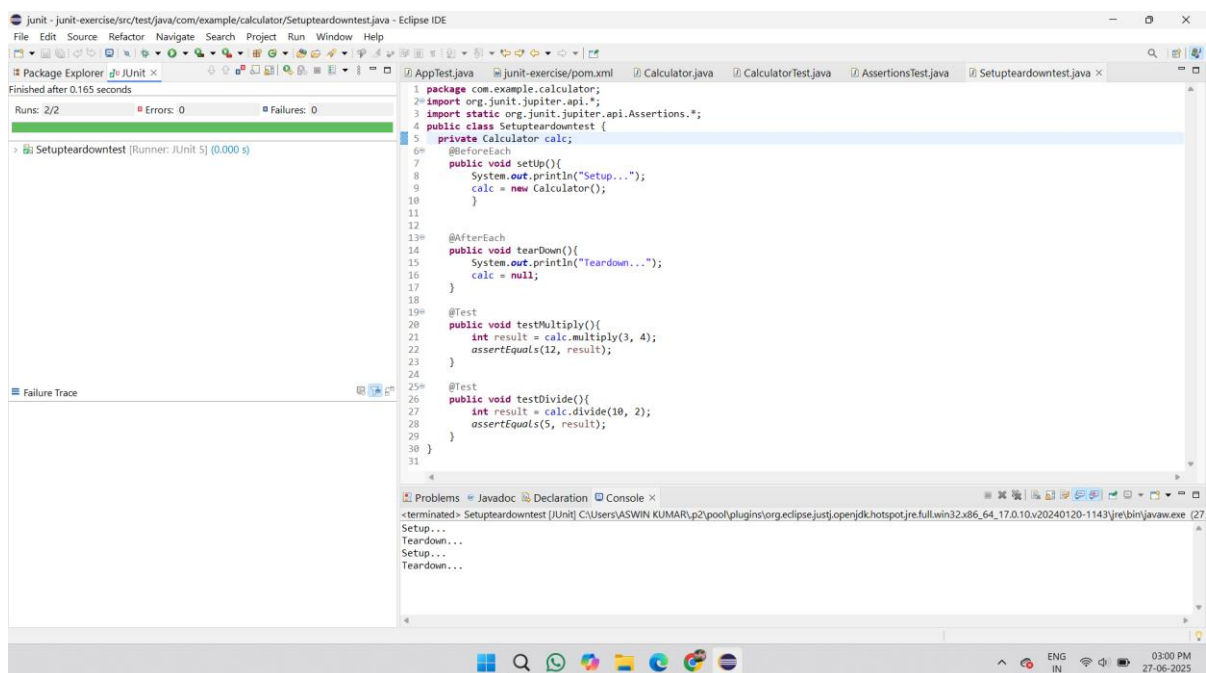 junit - junit-exercise/src/test/java/com/example/calculator/Setupteardowntest.java - Eclipse IDE
File Edit Source Refactor Navigate Search Project Run Window Help
Package Explorer JUnit ×
Finished after 0.165 seconds
Runs: 2/2 Errors: 0 Failures: 0
Setupteardowntest [Runner: JUnit 5] (0.000 s)
Failure Trace
AppTest.java junit-exercise/pom.xml Calculator.java CalculatorTest.java AssertionsTest.java Setupteardowntest.java ×
1 package com.example.calculator;
2 import org.junit.jupiter.api.*;
3 import static org.junit.jupiter.api.Assertions.*;
4 public class Setupteardowntest {
5 private Calculator calc;
6 @BeforeEach
7 public void setUp(){
8 System.out.println("Setup...");
9 calc = new Calculator();
10 }
11
12
13 @AfterEach
14 public void tearDown(){
15 System.out.println("Teardown...");
16 calc = null;
17 }
18
19 @Test
20 public void testMultiply(){
21 int result = calc.multiply(3, 4);
22 assertEquals(12, result);
23 }
24
25 @Test
26 public void testDivide(){
27 int result = calc.divide(10, 2);
28 assertEquals(5, result);
29 }
30 }
31
Problems Javadoc Declaration Console ×
<terminated> Setupteardowntest [JUnit] C:\Users\ASWIN KUMAR\.p2\pool\plugins\org.eclipse.justj.openjdk.hotspot.jre.full.win32.x86_64_17.0.10.v20240120-1143\jre\bin\javaw.exe (27
Setup...
Teardown...
Setup...
Teardown...
ENG
IN
03:00 PM
27-06-2025